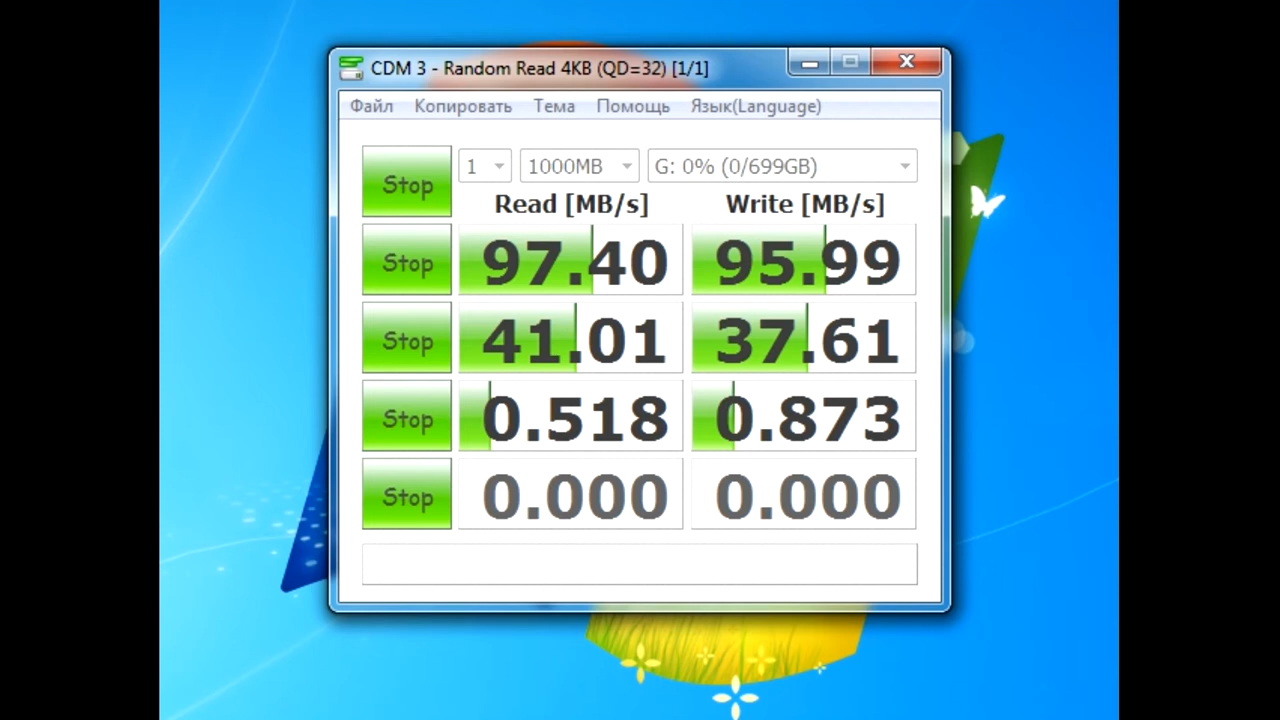 CDM 3 - Random Read 4KB (QD=32) [1/1]
Файл Копировать Тема Помощь Язык(Language)
Stop 1 1000MB G: 0% (0/699GB)
Read [MB/s] Write [MB/s]
Stop 97.40 95.99
Stop 41.01 37.61
Stop 0.518 0.873
Stop 0.000 0.000